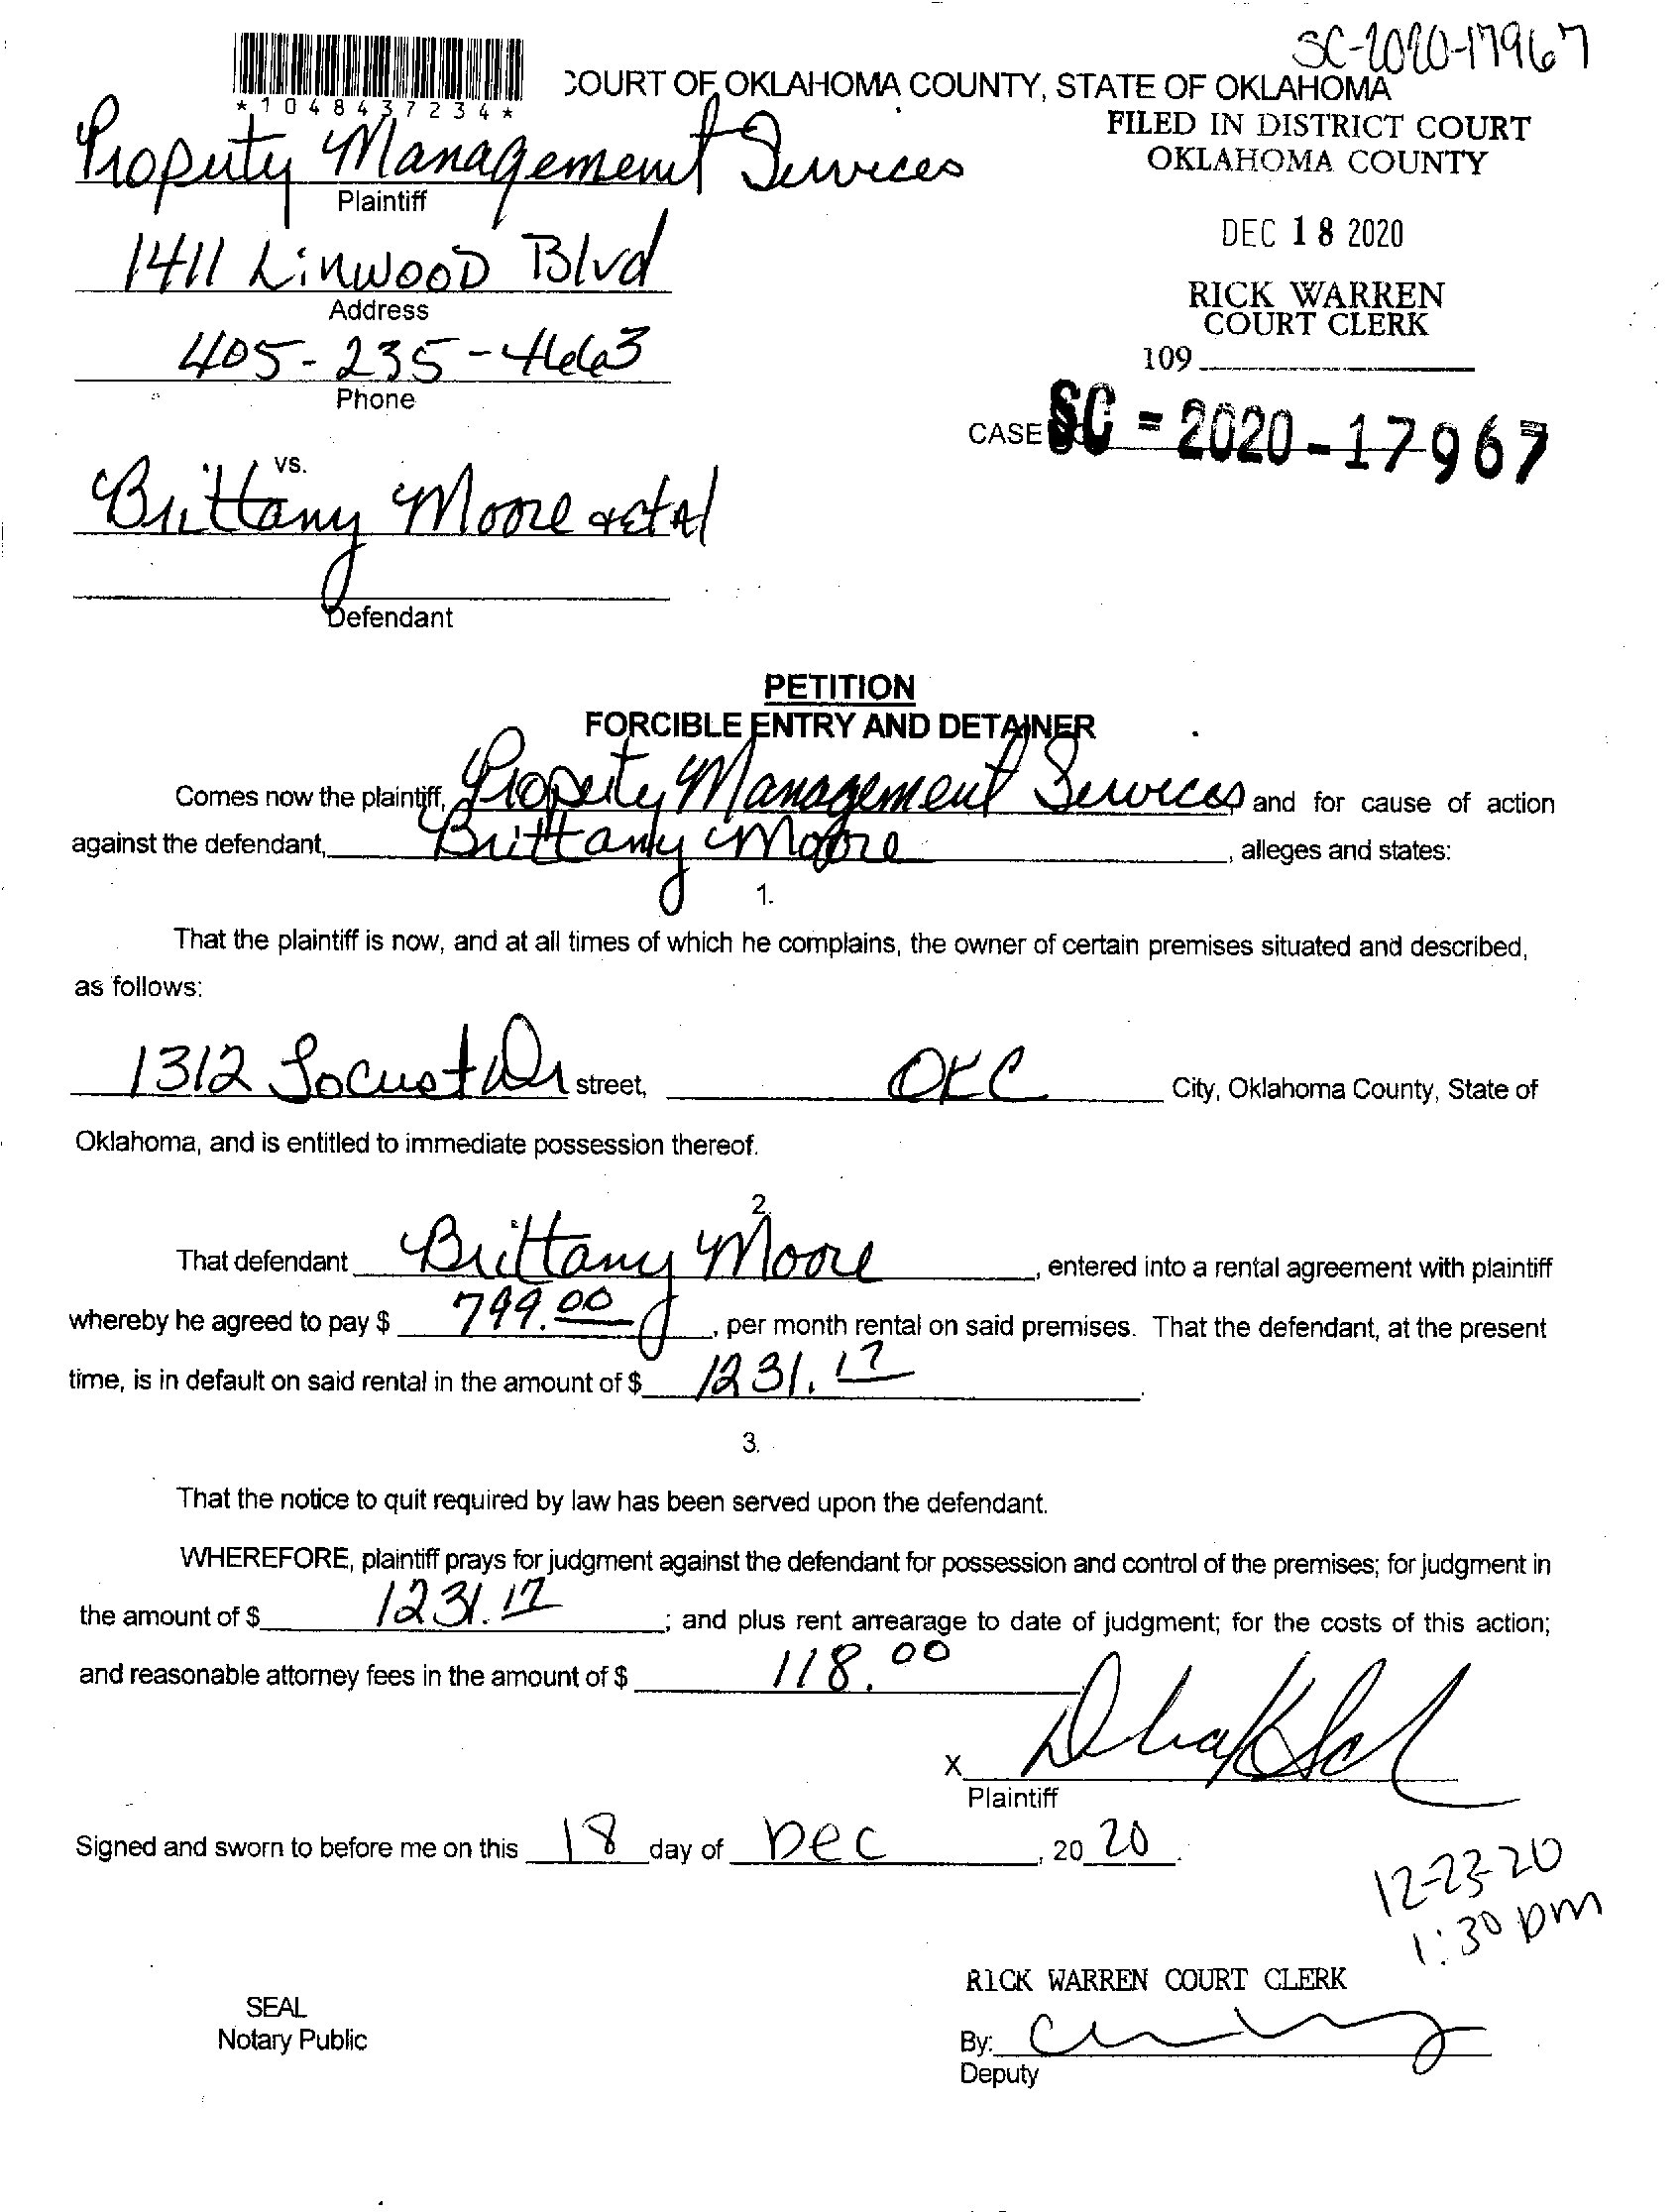 SC-2020-17967
COURT OF OKLAHOMA COUNTY, STATE OF OKLAHOMA
*1048437234*
FILED IN DISTRICT COURT
OKLAHOMA COUNTY
Property Management Services
Plaintiff
DEC 18 2020
1411 Linwood Blvd
Address
RICK WARREN
COURT CLERK
405-235-4663
Phone
109
CASE SC-2020-17967
vs.
Brittany Moore & et Al
Defendant
PETITION
FORCIBLE ENTRY AND DETAINER
Comes now the plaintiff, Property Management Services and for cause of action
against the defendant, Brittany Moore, alleges and states:
1.
That the plaintiff is now, and at all times of which he complains, the owner of certain premises situated and described,
as follows:
1312 Locust Dr street, OKC City, Oklahoma County, State of
Oklahoma, and is entitled to immediate possession thereof.
2.
That defendant Brittany Moore, entered into a rental agreement with plaintiff
whereby he agreed to pay $ 799.00, per month rental on said premises. That the defendant, at the present
time, is in default on said rental in the amount of $ 1231.17.
3.
That the notice to quit required by law has been served upon the defendant.
WHEREFORE, plaintiff prays for judgment against the defendant for possession and control of the premises; for judgment in
the amount of $ 1231.17; and plus rent arrearage to date of judgment; for the costs of this action;
and reasonable attorney fees in the amount of $ 118.00
X
Plaintiff
Signed and sworn to before me on this 18 day of Dec, 2020.
12-23-20
1:30 pm
RICK WARREN COURT CLERK
SEAL
Notary Public
By:
Deputy